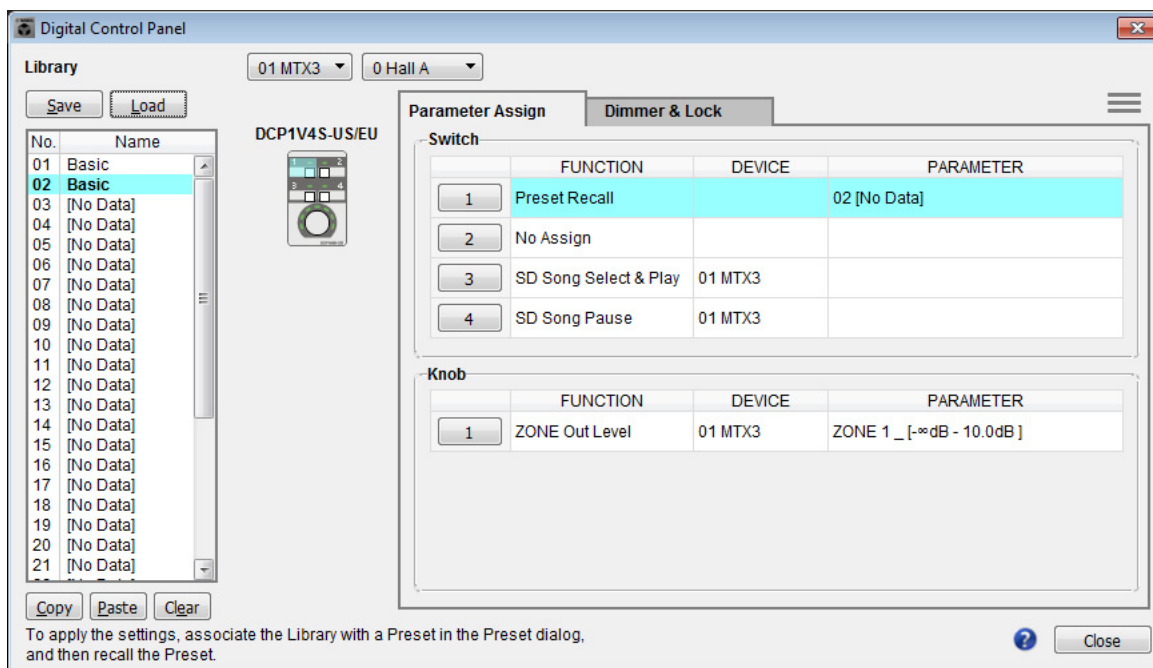 Digital Control Panel
Library
01 MTX3
0 Hall A
Save
Load
No. Name
01 Basic
02 Basic
03 [No Data]
04 [No Data]
05 [No Data]
06 [No Data]
07 [No Data]
08 [No Data]
09 [No Data]
10 [No Data]
11 [No Data]
12 [No Data]
13 [No Data]
14 [No Data]
15 [No Data]
16 [No Data]
17 [No Data]
18 [No Data]
19 [No Data]
20 [No Data]
21 [No Data]
Copy Paste Clear
DCP1V4S-US/EU
1 2
3 4
Parameter Assign
Dimmer & Lock
Switch
FUNCTION DEVICE PARAMETER
1 Preset Recall 02 [No Data]
2 No Assign
3 SD Song Select & Play 01 MTX3
4 SD Song Pause 01 MTX3
Knob
FUNCTION DEVICE PARAMETER
1 ZONE Out Level 01 MTX3 ZONE 1 _ [-∞dB - 10.0dB ]
To apply the settings, associate the Library with a Preset in the Preset dialog,
and then recall the Preset.
?
Close